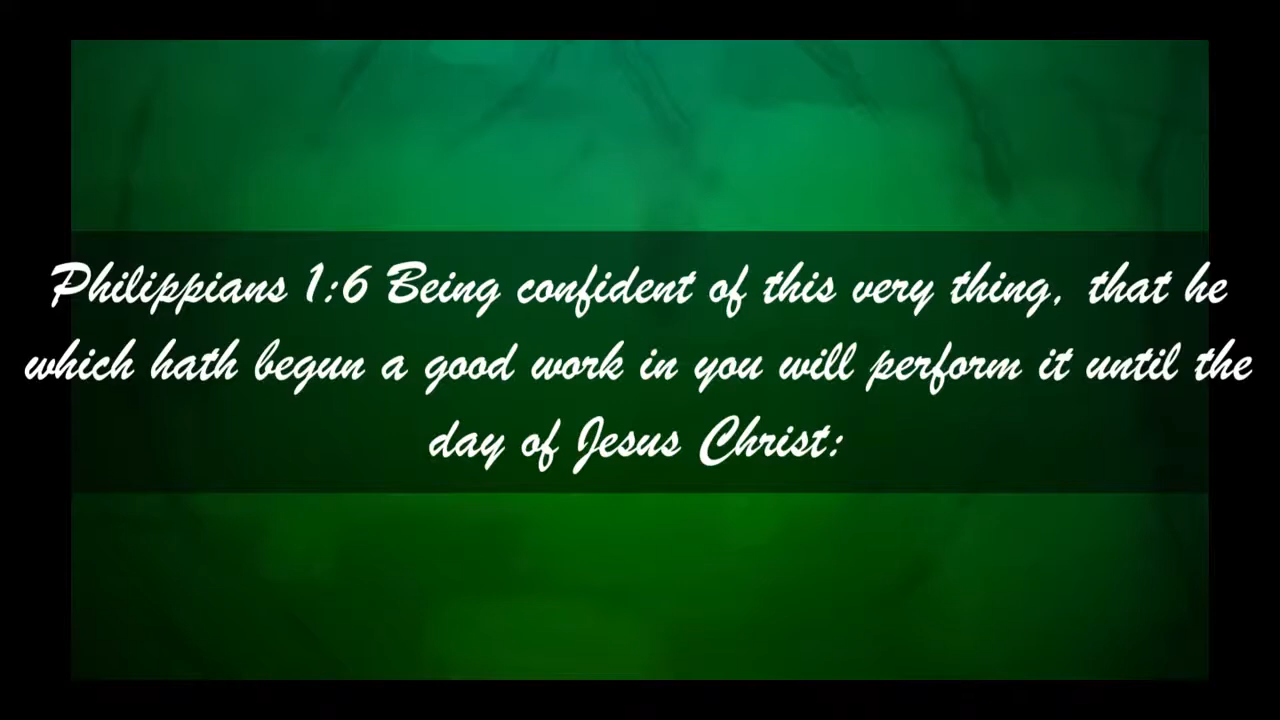 Philippians 1:6 Being confident of this very thing, that he
which hath begun a good work in you will perform it until the
day of Jesus Christ: